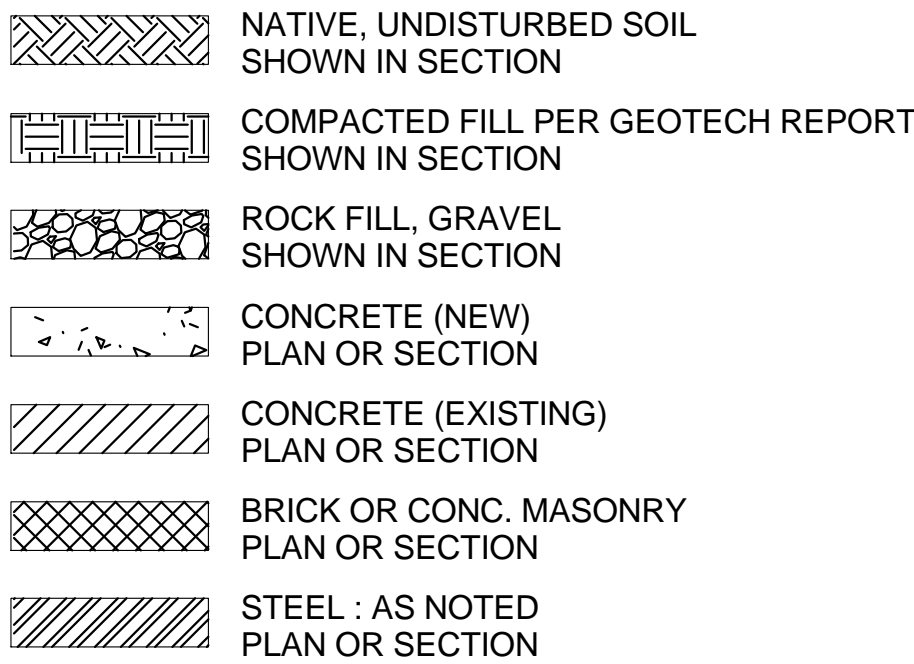 NATIVE, UNDISTURBED SOIL
SHOWN IN SECTION
COMPACTED FILL PER GEOTECH REPORT
SHOWN IN SECTION
ROCK FILL, GRAVEL
SHOWN IN SECTION
CONCRETE (NEW)
PLAN OR SECTION
CONCRETE (EXISTING)
PLAN OR SECTION
BRICK OR CONC. MASONRY
PLAN OR SECTION
STEEL : AS NOTED
PLAN OR SECTION